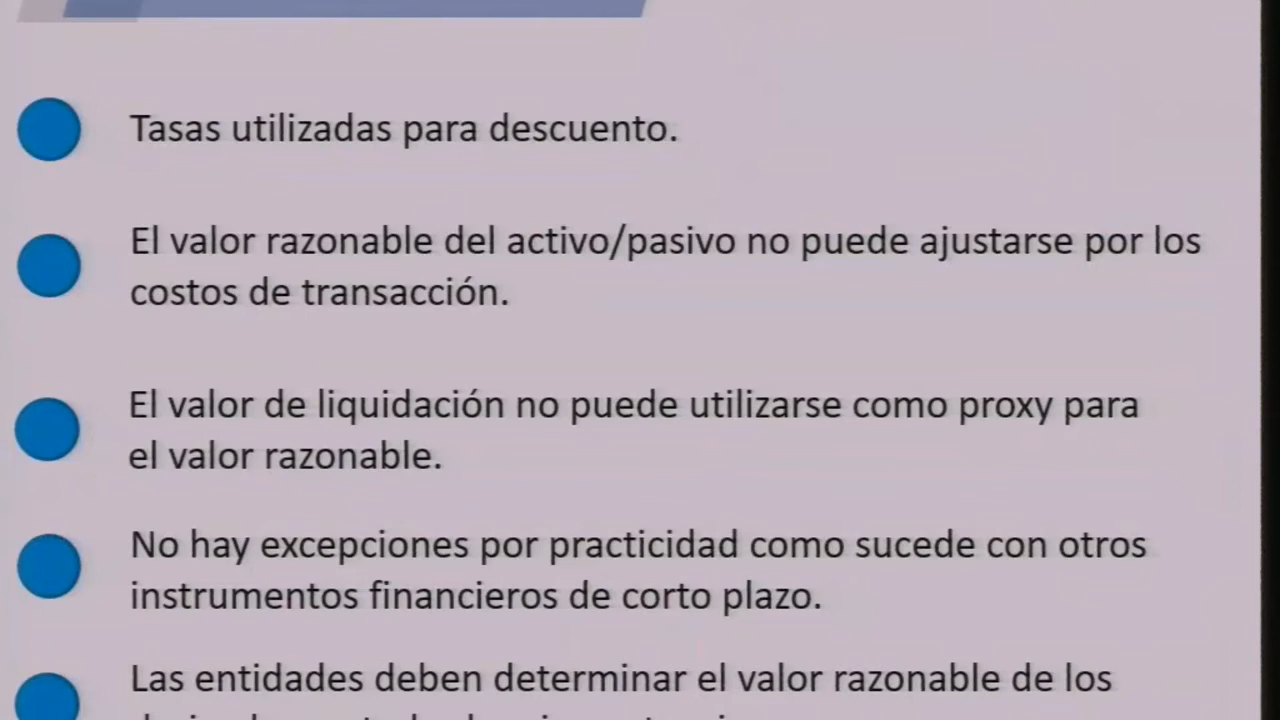 Tasas utilizadas para descuento.
El valor razonable del activo/pasivo no puede ajustarse por los
costos de transacción.
El valor de liquidación no puede utilizarse como proxy para
el valor razonable.
No hay excepciones por practicidad como sucede con otros
instrumentos financieros de corto plazo.
Las entidades deben determinar el valor razonable de los